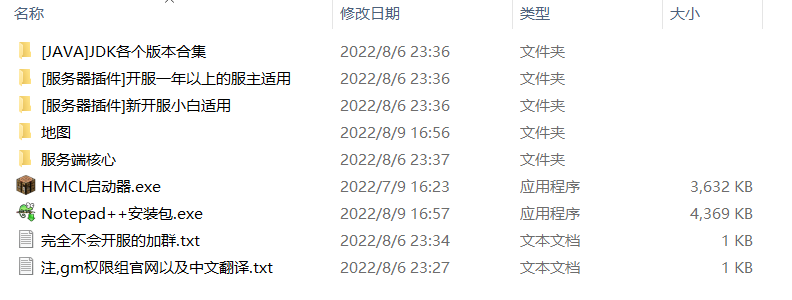 名称 修改日期 类型 大小
[JAVA]JDK各个版本合集 2022/8/6 23:36 文件夹
[服务器插件]开服一年以上的服主适用 2022/8/6 23:36 文件夹
[服务器插件]新开服小白适用 2022/8/6 23:36 文件夹
地图 2022/8/9 16:56 文件夹
服务端核心 2022/8/6 23:37 文件夹
HMCL启动器.exe 2022/7/9 16:23 应用程序 3,632 KB
Notepad++安装包.exe 2022/8/9 16:57 应用程序 4,369 KB
完全不会开服的加群.txt 2022/8/6 23:34 文本文档 1 KB
注,gm权限组官网以及中文翻译.txt 2022/8/6 23:27 文本文档 1 KB